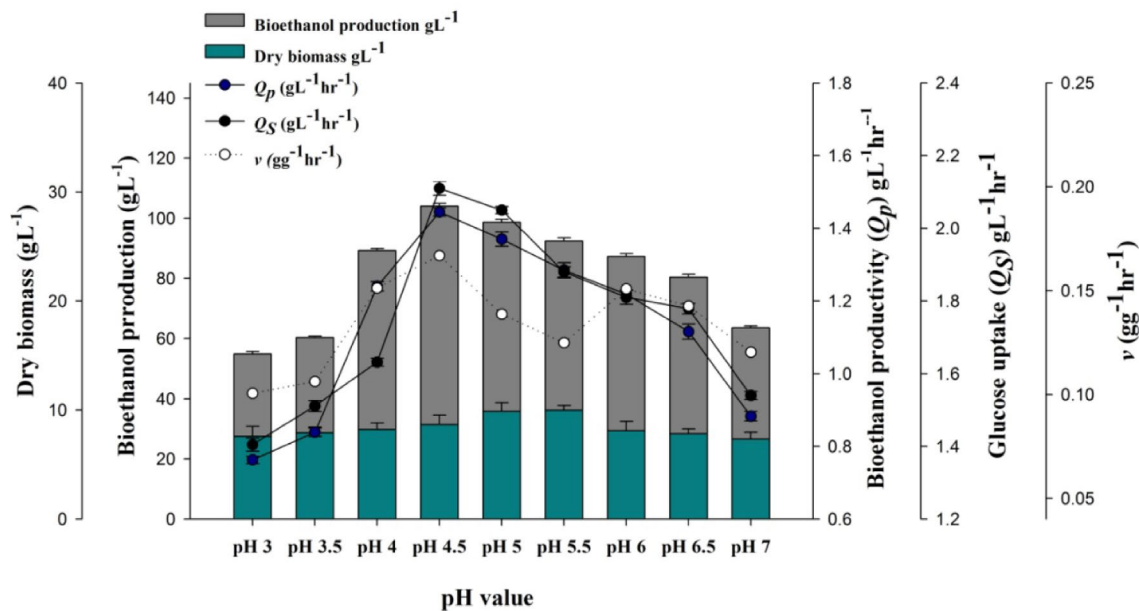 Bioethanol production gL⁻¹
Dry biomass gL⁻¹
Qp (gL⁻¹hr⁻¹)
QS (gL⁻¹hr⁻¹)
v (gg⁻¹hr⁻¹)
Dry biomass (gL⁻¹)
40
30
20
10
0
Bioethanol prroduction (gL⁻¹)
140
120
100
80
60
40
20
0
1.8
1.6
1.4
1.2
1.0
0.8
0.6
Bioethanol productivity (Qp) gL⁻¹hr⁻¹
2.4
2.2
2.0
1.8
1.6
1.4
1.2
Glucose uptake (QS) gL⁻¹hr⁻¹
0.25
0.20
0.15
0.10
0.05
v (gg⁻¹hr⁻¹)
pH 3 pH 3.5 pH 4 pH 4.5 pH 5 pH 5.5 pH 6 pH 6.5 pH 7
pH value